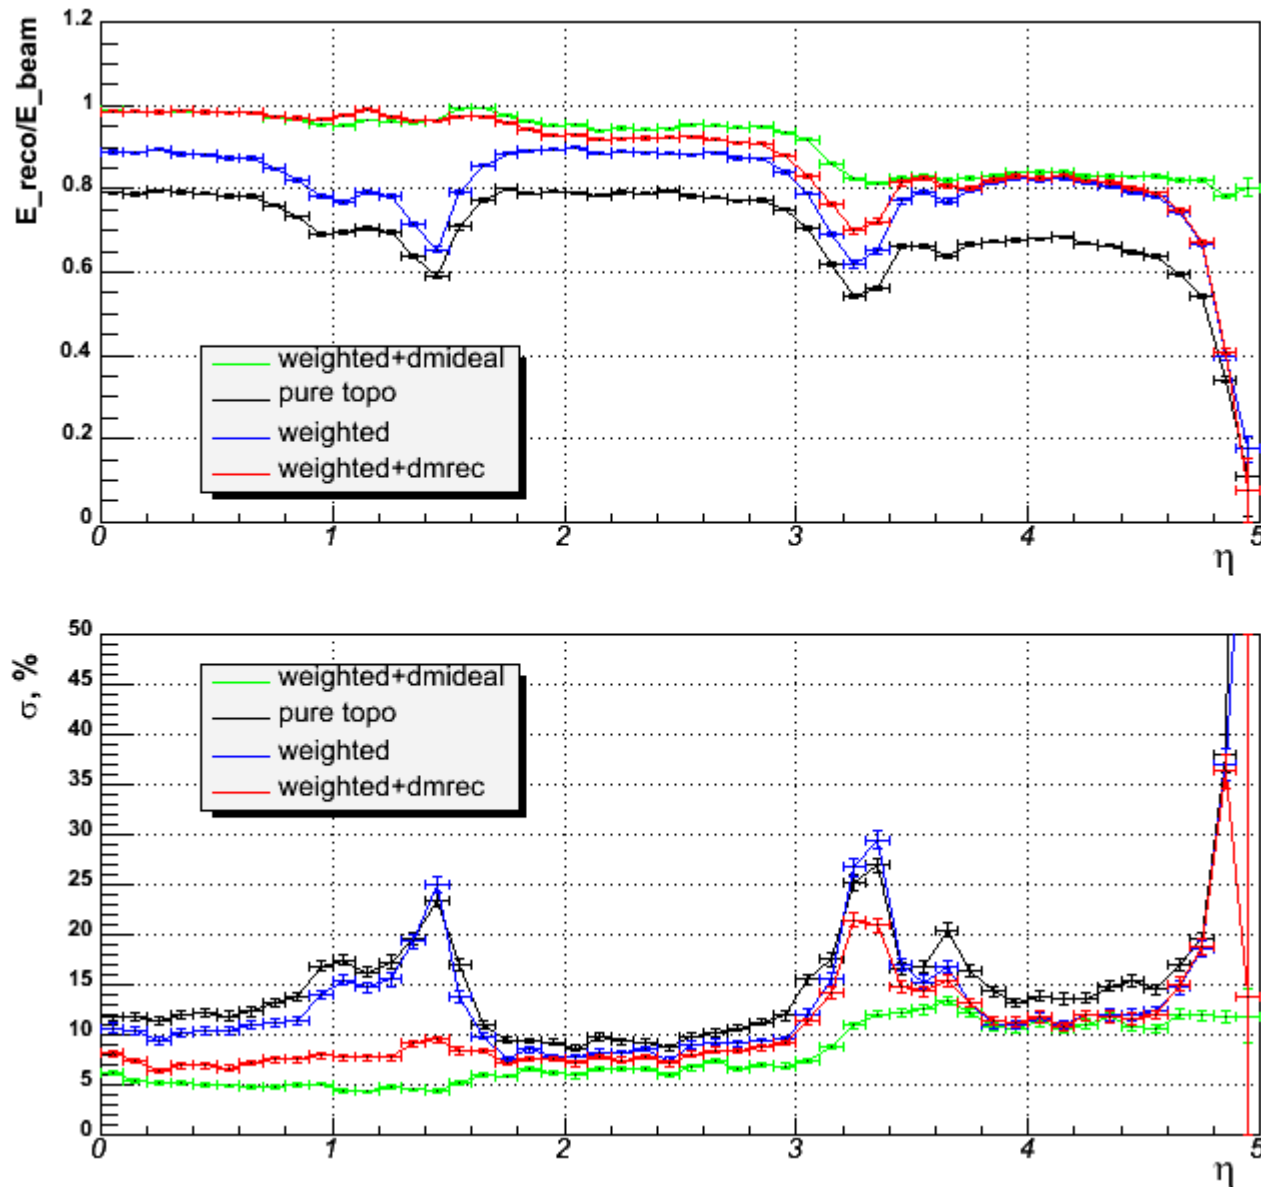 E_reco/E_beam
1.2
1
0.8
0.6
0.4
0.2
0
weighted+dmideal
pure topo
weighted
weighted+dmrec
0 1 2 3 4 5
η
σ, %
50
45
40
35
30
25
20
15
10
5
0
weighted+dmideal
pure topo
weighted
weighted+dmrec
0 1 2 3 4 5
η